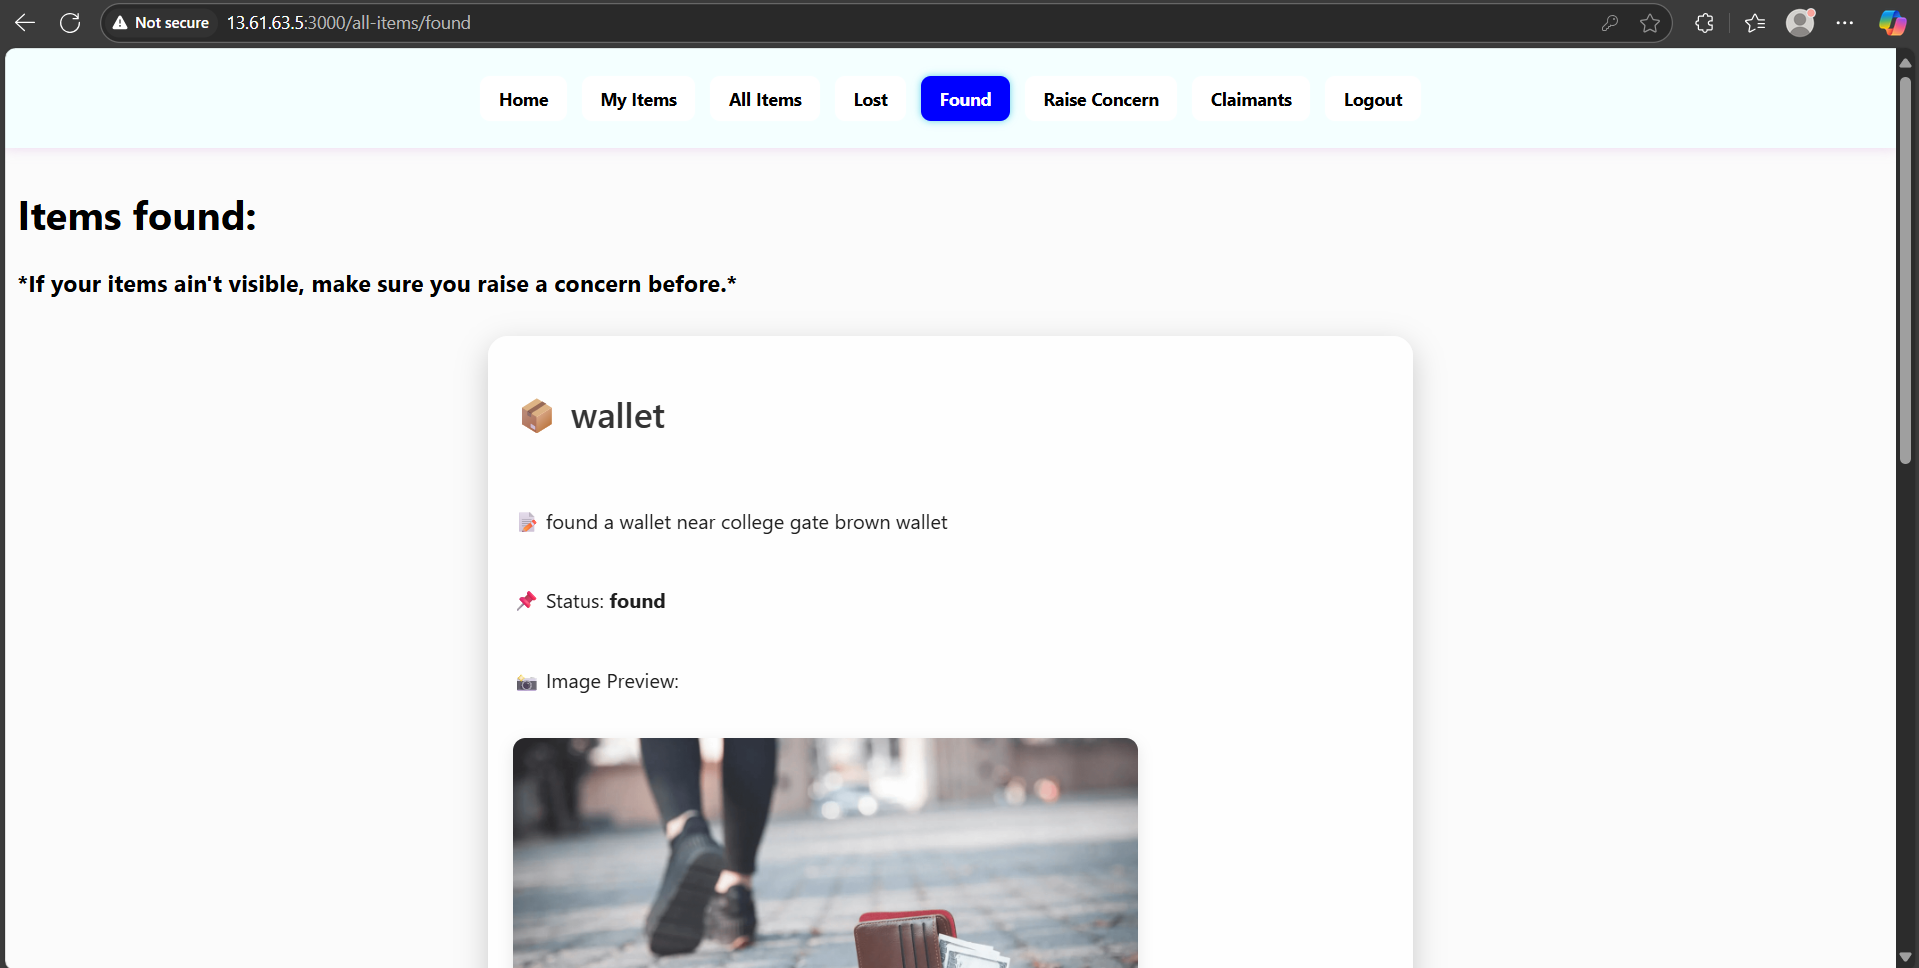 Not secure 13.61.63.5:3000/all-items/found
Home My Items All Items Lost Found Raise Concern Claimants Logout
Items found:
*If your items ain't visible, make sure you raise a concern before.*
📦 wallet
📝 found a wallet near college gate brown wallet
📌 Status: found
📸 Image Preview: